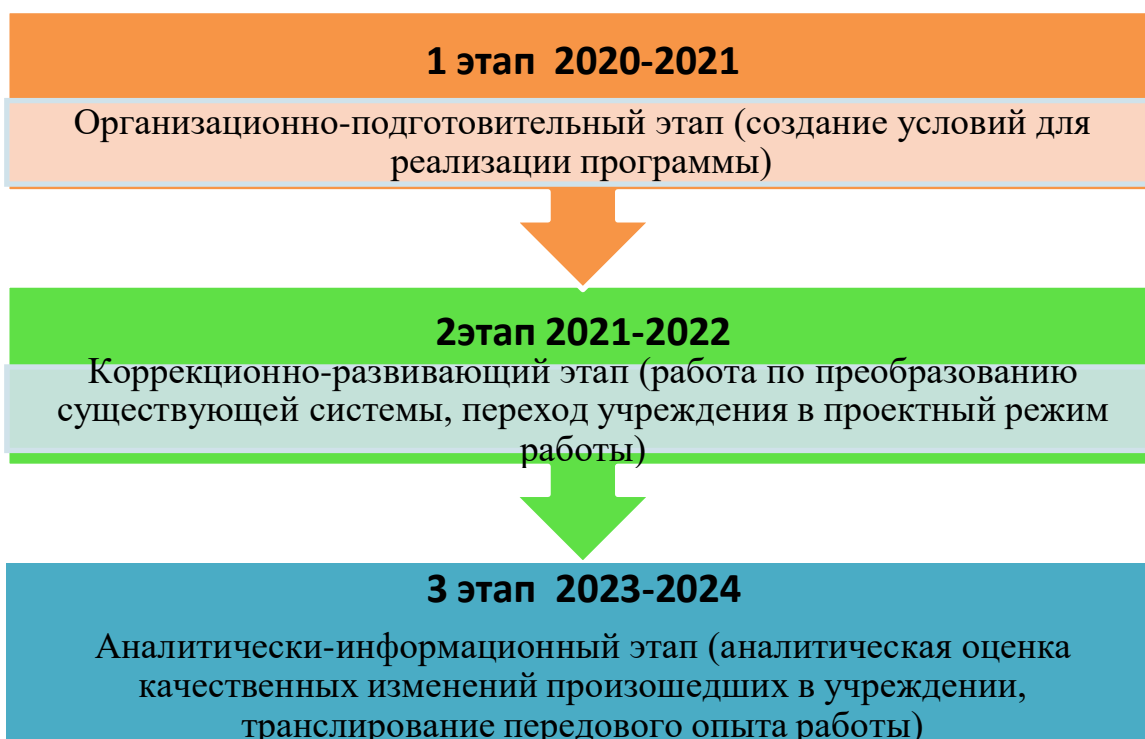 1 этап  2020-2021
Организационно-подготовительный этап (создание условий для
реализации программы)
2этап 2021-2022
Коррекционно-развивающий этап (работа по преобразованию
существующей системы, переход учреждения в проектный режим
работы)
3 этап  2023-2024
Аналитически-информационный этап (аналитическая оценка
качественных изменений произошедших в учреждении,
транслирование передового опыта работы)